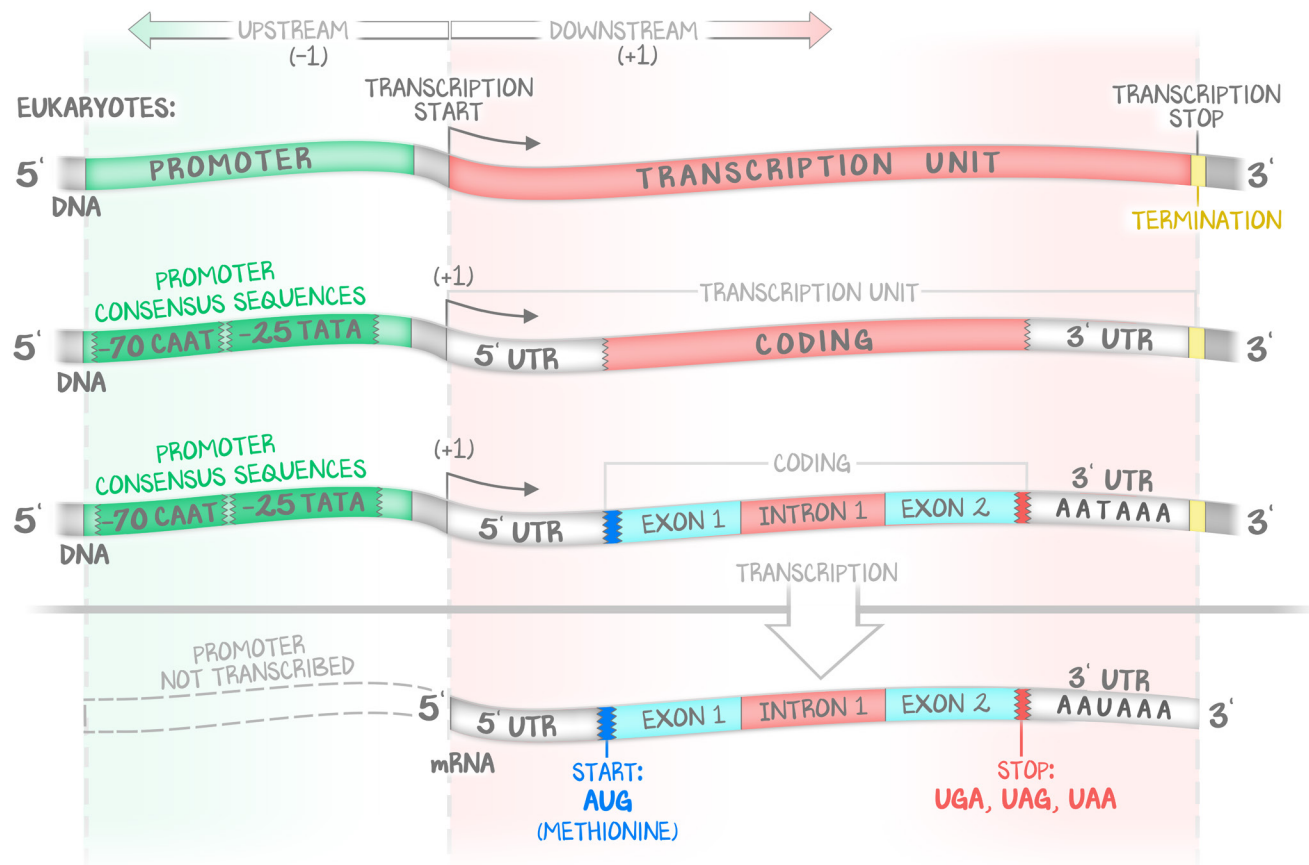 UPSTREAM
(-1)
DOWNSTREAM
(+1)
EUKARYOTES:
TRANSCRIPTION
START
TRANSCRIPTION
STOP
5‘
PROMOTER
TRANSCRIPTION UNIT
3‘
DNA
TERMINATION
PROMOTER
CONSENSUS SEQUENCES
(+1)
TRANSCRIPTION UNIT
5‘
-70 CAAT
-25 TATA
5‘ UTR
CODING
3‘ UTR
3‘
DNA
PROMOTER
CONSENSUS SEQUENCES
(+1)
CODING
3‘ UTR
5‘
-70 CAAT
-25 TATA
5‘ UTR
EXON 1
INTRON 1
EXON 2
AATAAA
3‘
DNA
TRANSCRIPTION
PROMOTER
NOT TRANSCRIBED
3‘ UTR
5‘
5‘ UTR
EXON 1
INTRON 1
EXON 2
AAUAAA
3‘
mRNA
START:
AUG
(METHIONINE)
STOP:
UGA, UAG, UAA